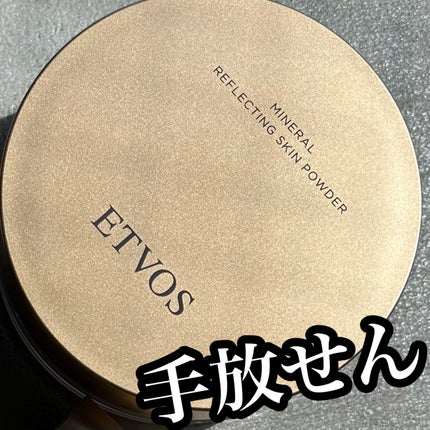 MINERAL
REFLECTING SKIN POWDER
ETVOS
手放せん